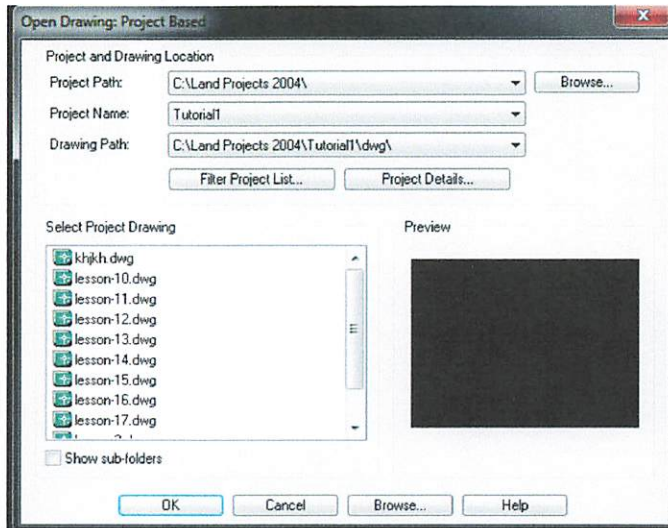 Open Drawing: Project Based
Project and Drawing Location
Project Path: C:\Land Projects 2004\ Browse...
Project Name: Tutorial1
Drawing Path: C:\Land Projects 2004\Tutorial1\dwg\
Filter Project List... Project Details...
Select Project Drawing Preview
khjkh.dwg
lesson-10.dwg
lesson-11.dwg
lesson-12.dwg
lesson-13.dwg
lesson-14.dwg
lesson-15.dwg
lesson-16.dwg
lesson-17.dwg
Show sub-folders
OK Cancel Browse... Help